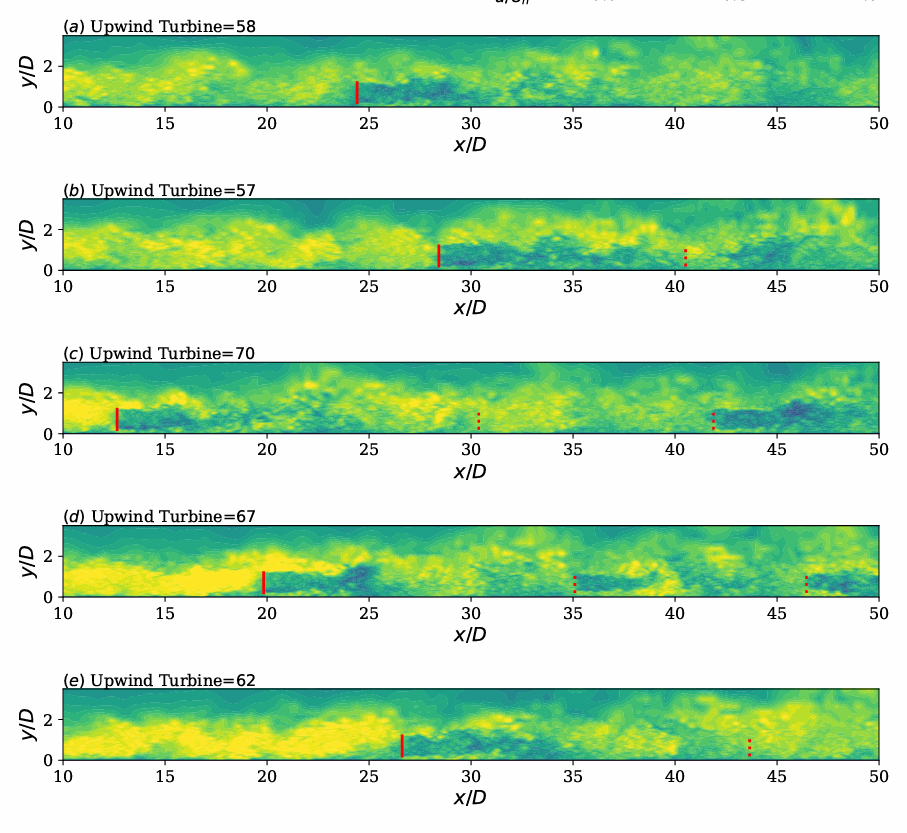 (a) Upwind Turbine=58
y/D
2
0
10 15 20 25 30 35 40 45 50
x/D
(b) Upwind Turbine=57
y/D
2
0
10 15 20 25 30 35 40 45 50
x/D
(c) Upwind Turbine=70
y/D
2
0
10 15 20 25 30 35 40 45 50
x/D
(d) Upwind Turbine=67
y/D
2
0
10 15 20 25 30 35 40 45 50
x/D
(e) Upwind Turbine=62
y/D
2
0
10 15 20 25 30 35 40 45 50
x/D